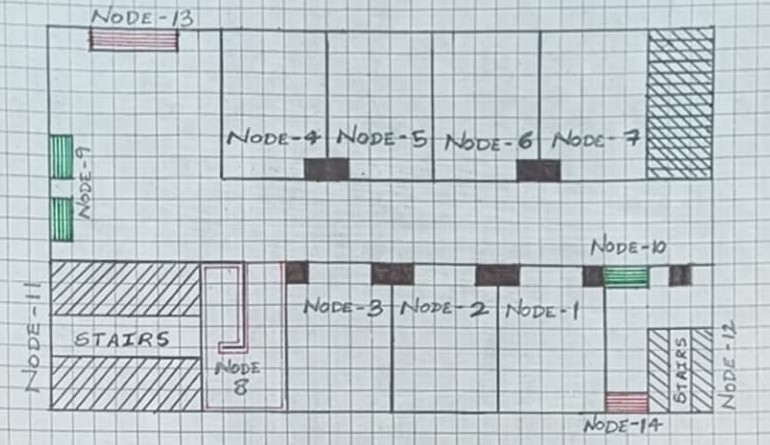 NODE-13
NODE-4
NODE-5
NODE-6
NODE-7
NODE-9
NODE-10
NODE-11
STAIRS
NODE
8
NODE-3
NODE-2
NODE-1
STAIRS
NODE-12
NODE-14